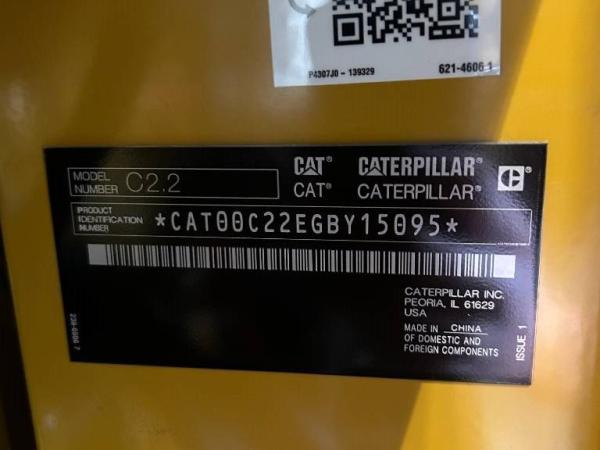 P4307J0 - 139329
621-4606 1
MODEL NUMBER C2.2
CAT® CATERPILLAR®
CAT® CATERPILLAR®
C
PRODUCT
IDENTIFICATION
NUMBER
*CAT00C22EGBY15095*
CATERPILLAR INC.
PEORIA, IL 61629
USA
MADE IN CHINA
OF DOMESTIC AND
FOREIGN COMPONENTS
ISSUE 1